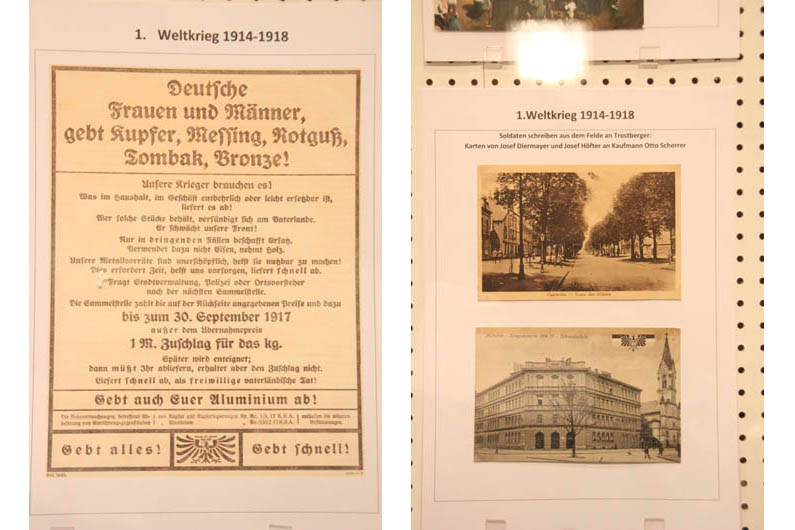 1. Weltkrieg 1914-1918
Deutsche
Frauen und Männer,
gebt Kupfer, Messing, Rotguß,
Tombak, Bronze!
Unsere Krieger brauchen es!
Was im Haushalt, im Geschäft entbehrlich oder leicht ersetzbar ist,
liefert es ab!
Wer solche Stücke behält, versündigt sich am Vaterlande.
Er schwächt unsere Front!
Nur in dringenden Fällen beschafft Ersatz.
Verwendet dazu nicht Eisen, nehmt Holz.
Unsere Metallvorräte sind unerschöpflich, helft sie nutzbar zu machen!
Dies erfordert Zeit, helft uns vorsorgen, liefert schnell ab.
Fragt Stadtverwaltung, Polizei oder Ortsvorsteher
nach der nächsten Sammelstelle.
Die Sammelstelle zahlt die auf der Rückseite angegebenen Preise und dazu
bis zum 30. September 1917
außer dem Übernahmepreis
1 M. Zuschlag für das kg.
Später wird enteignet;
dann müßt Ihr abliefern, erhaltet aber den Zuschlag nicht.
Liefert schnell ab, als freiwillige vaterländische Tat!
Gebt auch Euer Aluminium ab!
Gebt alles! Gebt schnell!
1.Weltkrieg 1914-1918
Soldaten schreiben aus dem Felde an Trostberger:
Karten von Josef Diermayer und Josef Höfter an Kaufmann Otto Scherrer